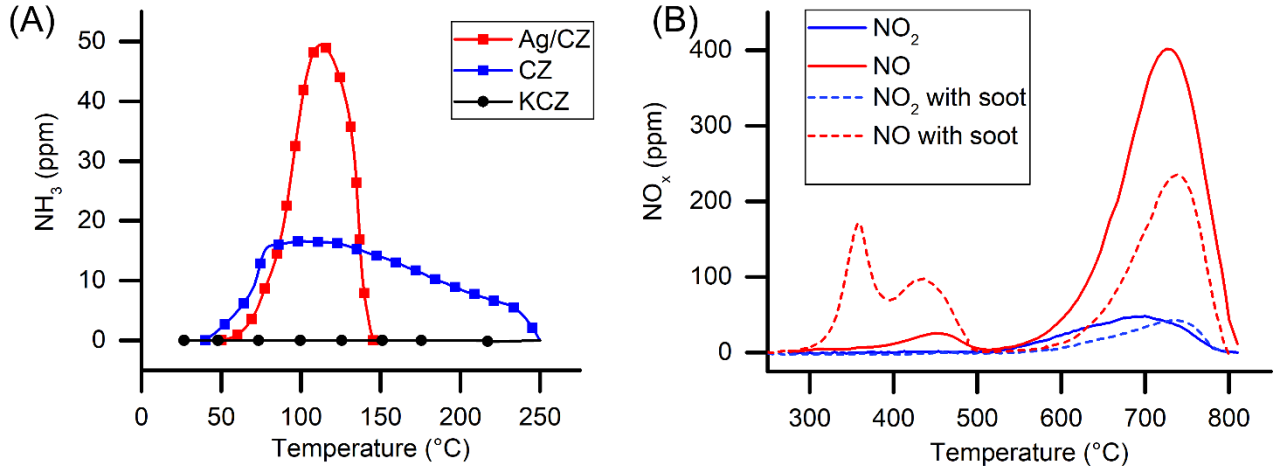 (A)
NH₃ (ppm)
50
40
30
20
10
0
Ag/CZ
CZ
KCZ
0 50 100 150 200 250
Temperature (°C)
(B)
NOₓ (ppm)
400
300
200
100
0
NO₂
NO
NO₂ with soot
NO with soot
300 400 500 600 700 800
Temperature (°C)